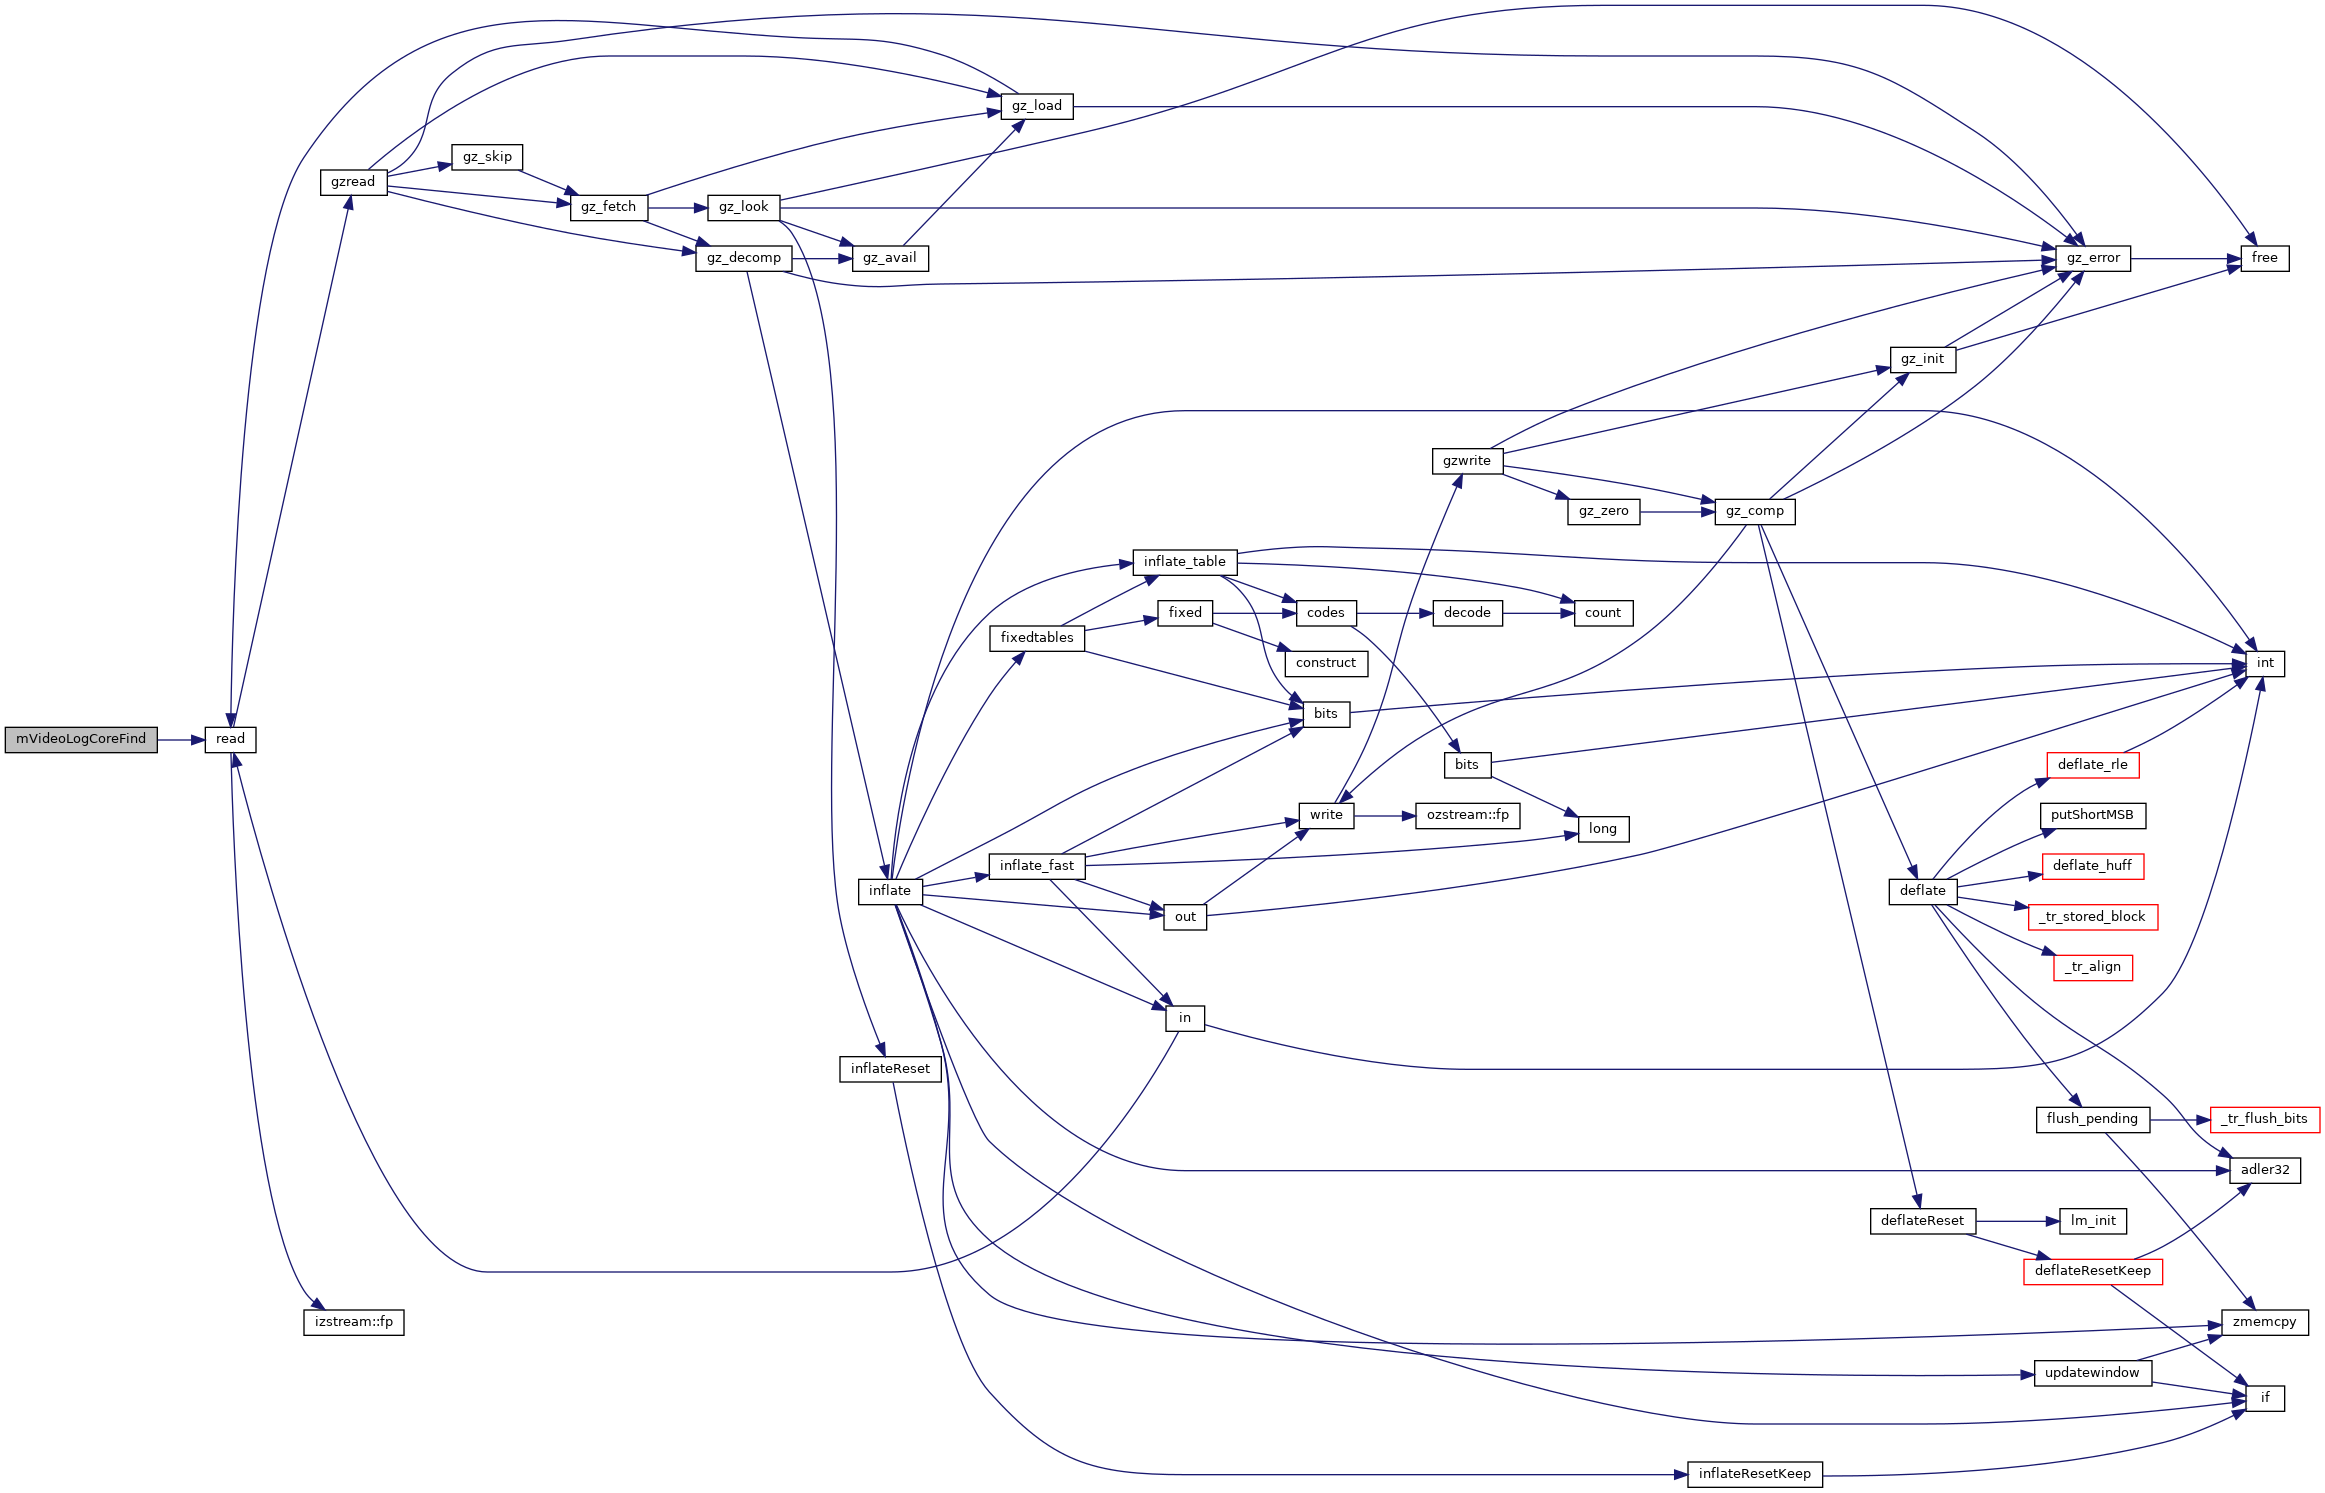 gz_load
gz_skip
gzread
gz_fetch
gz_look
gz_decomp
gz_avail
gz_error
free
gz_init
gzwrite
gz_zero
gz_comp
inflate_table
fixed
codes
decode
count
fixedtables
construct
int
bits
mVideoLogCoreFind
read
bits
deflate_rle
write
ozstream::fp
putShortMSB
long
inflate_fast
deflate_huff
inflate
deflate
out
_tr_stored_block
_tr_align
in
inflateReset
flush_pending
_tr_flush_bits
adler32
deflateReset
lm_init
deflateResetKeep
izstream::fp
zmemcpy
updatewindow
if
inflateResetKeep